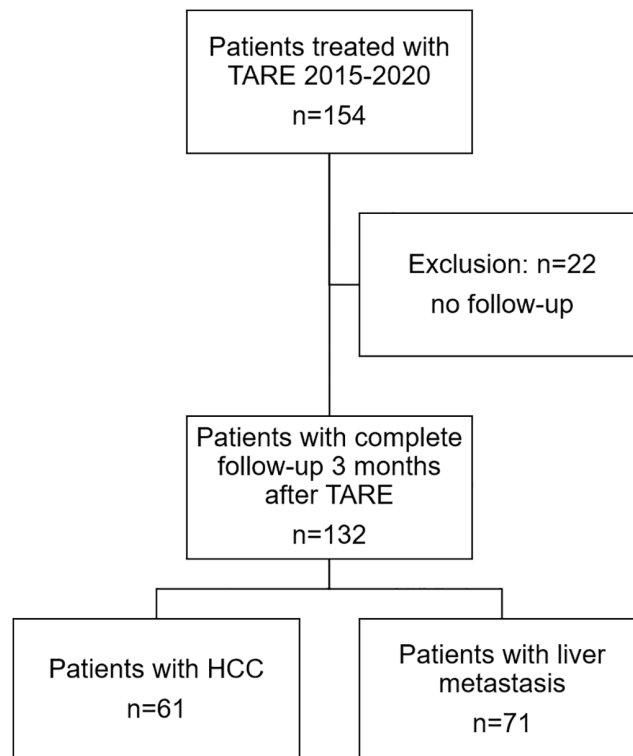 Patients treated with
TARE 2015-2020
n=154
Exclusion: n=22
no follow-up
Patients with complete
follow-up 3 months
after TARE
n=132
Patients with HCC
n=61
Patients with liver
metastasis
n=71